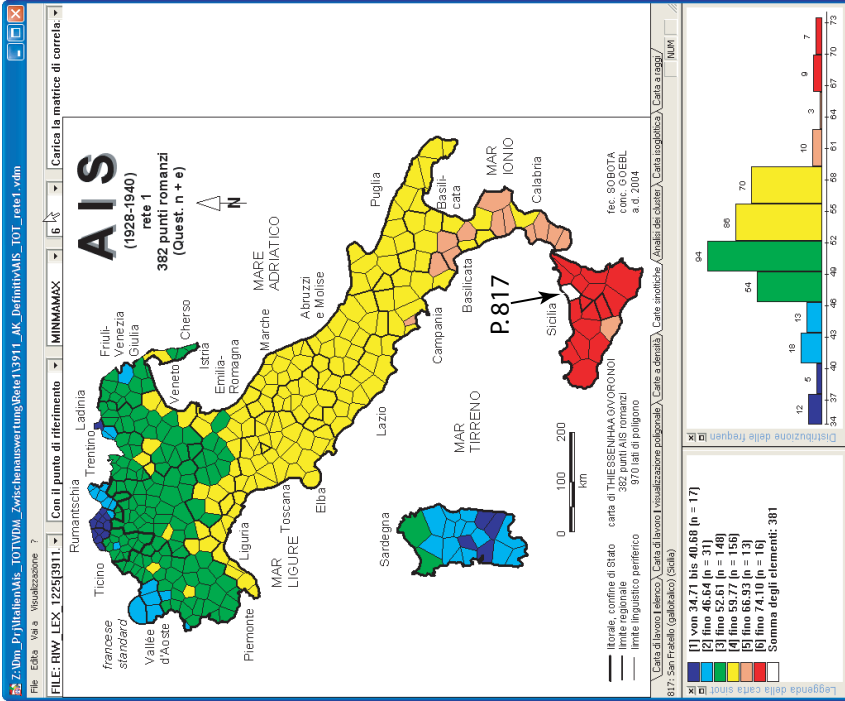 Z:\Dm_Prj\Italien\Ais_TOT\VDM_Zwischenauswertung\Rete1\3911_AK_Definitiv\AIS_TOT_rete1.vdm
File Edita Vai a Visualizzazione ?
FILE: RIW_LEX_1225(3911.
Con il punto di riferimento
MINMAMAX
6
Carica la matrice di correla:
AIS
(1928-1940)
rete 1
382 punti romanzi
(Quest. n + e)
N
francese
standard
Ticino
Rumantschia
Trentino
Ladinia
Friuli-
Venezia
Giulia
Cherso
Vallée
d'Aoste
Veneto
Istria
Emilia-
Romagna
Marche
MARE
ADRIATICO
Piemonte
Liguria
MAR
LIGURE
Toscana
Elba
Lazio
Abruzzi
e Molise
Puglia
Sardegna
MAR
TIRRENO
Campania
Basilicata
Basili-
cata
MAR
IONIO
Calabria
Sicilia
P.817
0 100 200
km
litorale, confine di Stato
limite regionale
limite linguistico periferico
carta di THIESSEN/HAAG/VORONOI
382 punti AIS romanzi
970 lati di poligono
fec. SOBOTA
conc. GOEBL
a.d. 2004
Carta di lavoro | elenco
Carta di lavoro | visualizzazione poligonale
Carte a densità
Carte sinottiche
Analisi dei cluster
Carta isoglottica
Carta a raggi
817: San Fratello (galloitalico) (Sicilia)
NUM
Leggenda della carta sinot
[1] von 34.71 bis 40.68 [n = 17]
[2] fino 46.64 [n = 31]
[3] fino 52.61 [n = 148]
[4] fino 59.77 [n = 156]
[5] fino 66.93 [n = 13]
[6] fino 74.10 [n = 16]
Somma degli elementi: 381
Distribuzione delle frequen
12 5 18 13 54 94 86 70 10 3 9 7
34 37 40 43 46 49 52 55 58 61 64 67 70 73